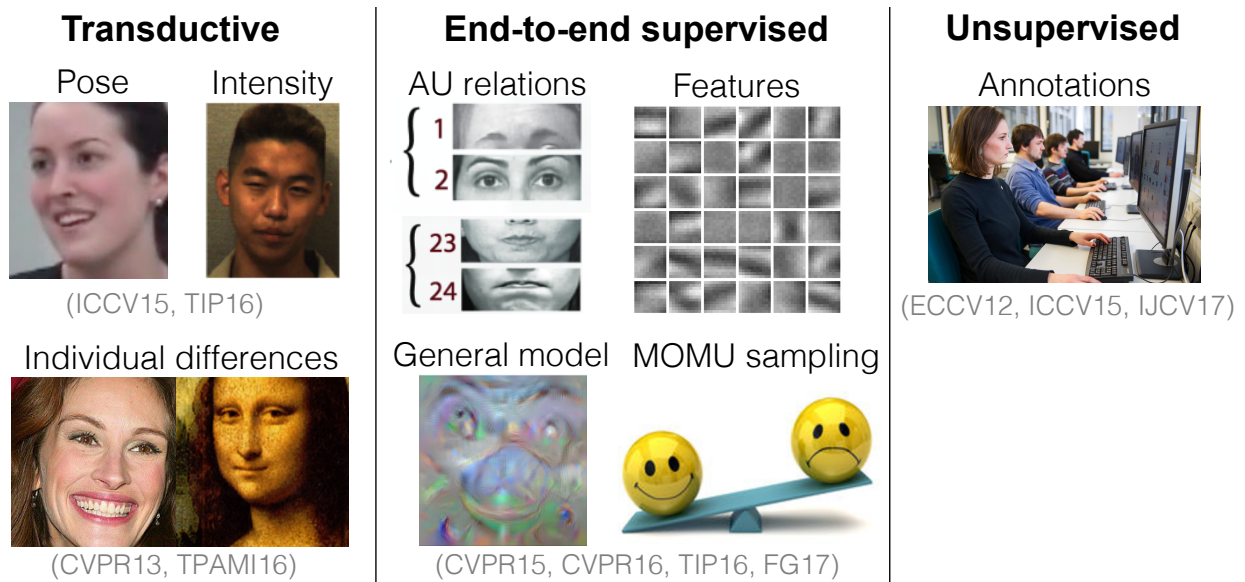 Transductive
Pose
Intensity
(ICCV15, TIP16)
Individual differences
(CVPR13, TPAMI16)
End-to-end supervised
AU relations
1
2
23
24
Features
General model
MOMU sampling
(CVPR15, CVPR16, TIP16, FG17)
Unsupervised
Annotations
(ECCV12, ICCV15, IJCV17)